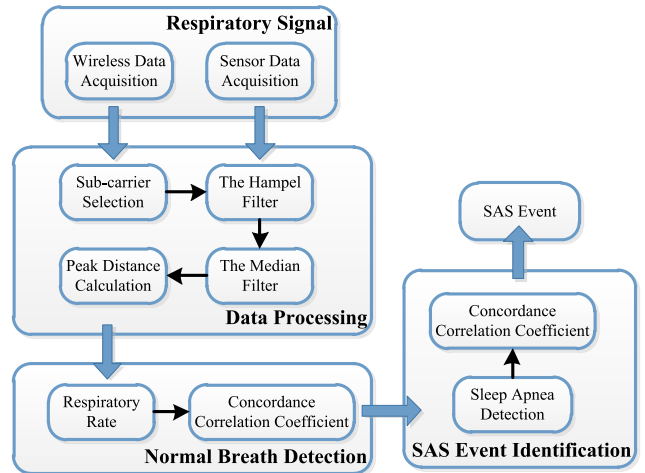 Respiratory Signal
Wireless Data
Acquisition
Sensor Data
Acquisition
Sub-carrier
Selection
The Hampel
Filter
Peak Distance
Calculation
The Median
Filter
Data Processing
Respiratory
Rate
Concordance
Correlation Coefficient
Normal Breath Detection
SAS Event
Concordance
Correlation Coefficient
Sleep Apnea
Detection
SAS Event Identification